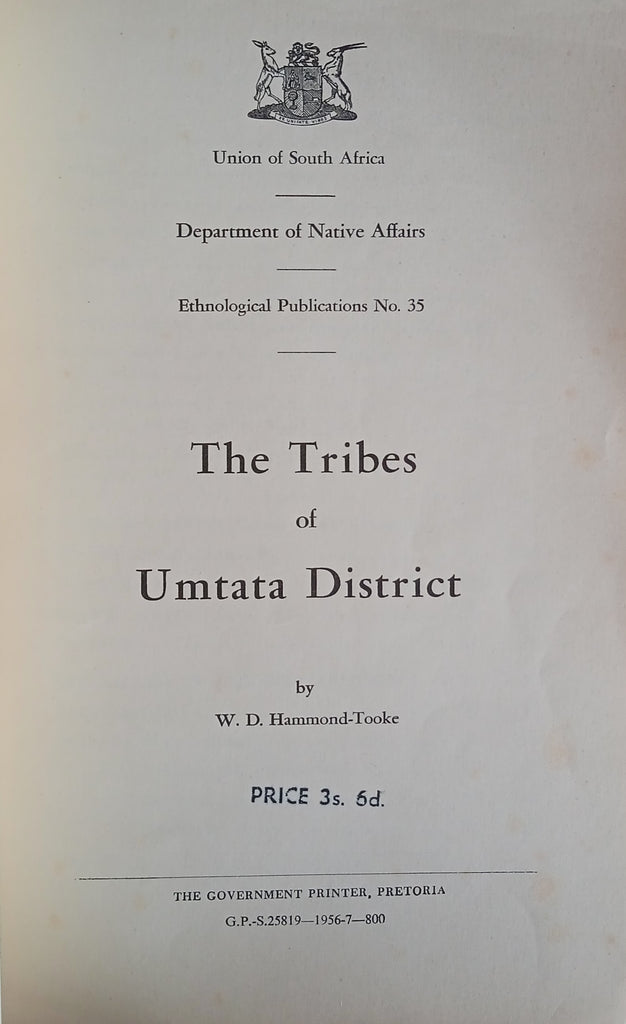 Union of South Africa
Department of Native Affairs
Ethnological Publications No. 35
The Tribes
of
Umtata District
by
W. D. Hammond-Tooke
PRICE 3s. 6d.
THE GOVERNMENT PRINTER, PRETORIA
G.P.-S.25819—1956-7—800